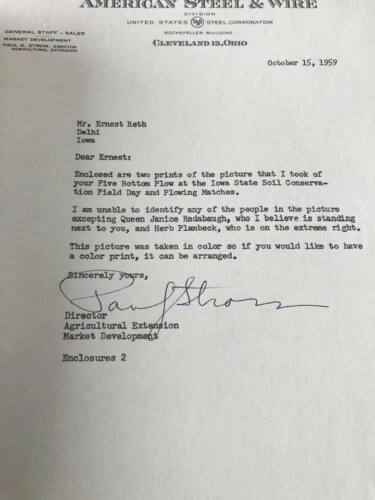 AMERICAN STEEL & WIRE
DIVISION
UNITED STATES USS STEEL CORPORATION
ROCKEFELLER BUILDING
CLEVELAND 13, OHIO
GENERAL STAFF - SALES
MARKET DEVELOPMENT
PAUL G. STROM, DIRECTOR
AGRICULTURAL EXTENSION
October 15, 1959
Mr. Ernest Reth
Delhi
Iowa
Dear Ernest:
Enclosed are two prints of the picture that I took of
your Five Bottom Plow at the Iowa State Soil Conserva-
tion Field Day and Plowing Matches.
I am unable to identify any of the people in the picture
excepting Queen Janice Radabaugh, who I believe is standing
next to you, and Herb Plambeck, who is on the extreme right.
This picture was taken in color so if you would like to have
a color print, it can be arranged.
Sincerely yours,
Paul Strom
Director
Agricultural Extension
Market Development
Enclosures 2